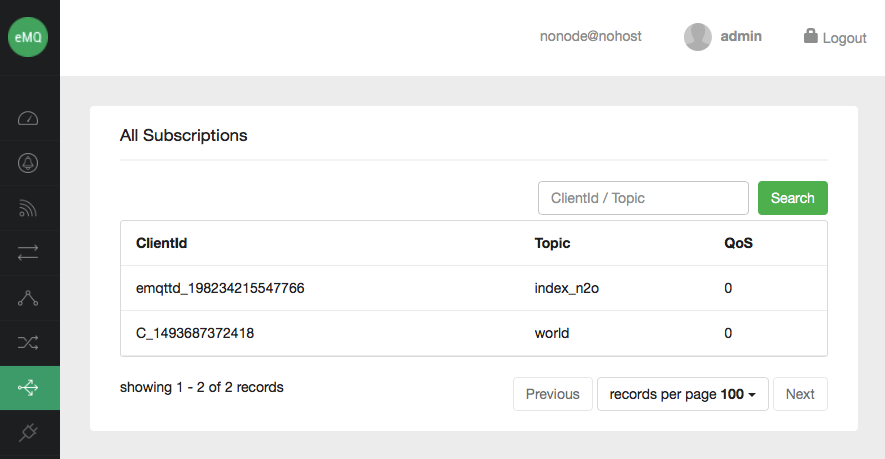 eMQ
nonode@nohost admin Logout
All Subscriptions
ClientId / Topic Search
ClientId Topic QoS
emqttd_198234215547766 index_n2o 0
C_1493687372418 world 0
showing 1 - 2 of 2 records Previous records per page 100 Next